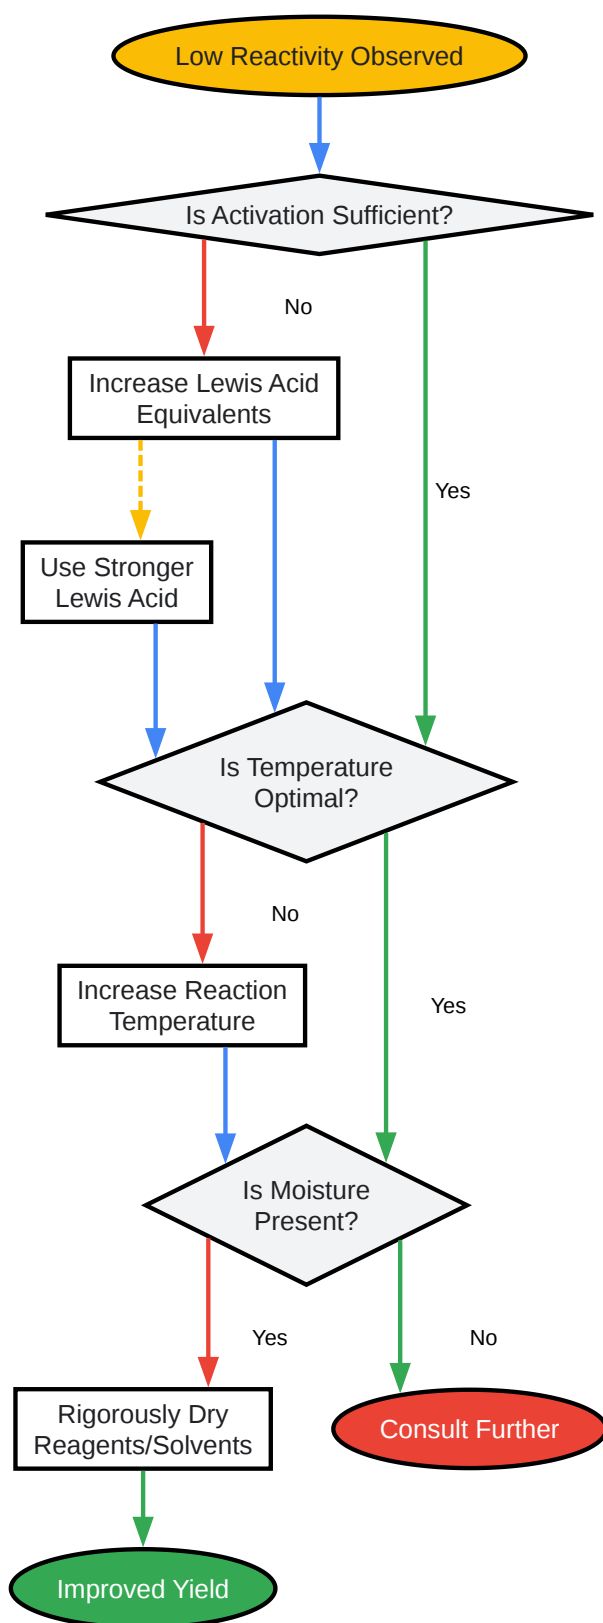 Low Reactivity Observed
Is Activation Sufficient?
No
Increase Lewis Acid
Equivalents
Yes
Use Stronger
Lewis Acid
Is Temperature
Optimal?
No
Increase Reaction
Temperature
Yes
Is Moisture
Present?
Yes
No
Rigorously Dry
Reagents/Solvents
Consult Further
Improved Yield